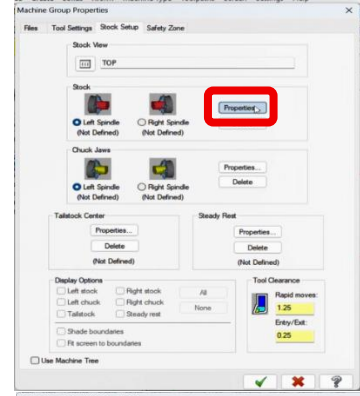 Machine Group Properties
Files Tool Settings Stock Setup Safety Zone
Stock View
TOP
Stock
Properties...
Left Spindle Right Spindle
(Not Defined) (Not Defined)
Chuck Jaws
Properties...
Delete
Left Spindle Right Spindle
(Not Defined) (Not Defined)
Tailstock Center Steady Rest
Properties... Properties...
Delete Delete
(Not Defined) (Not Defined)
Display Options Tool Clearance
Left stock Right stock All Rapid moves:
Left chuck Right chuck None 1.25
Tailstock Steady rest Entry/Exit:
Shade boundaries 0.25
Fit screen to boundaries
Use Machine Tree